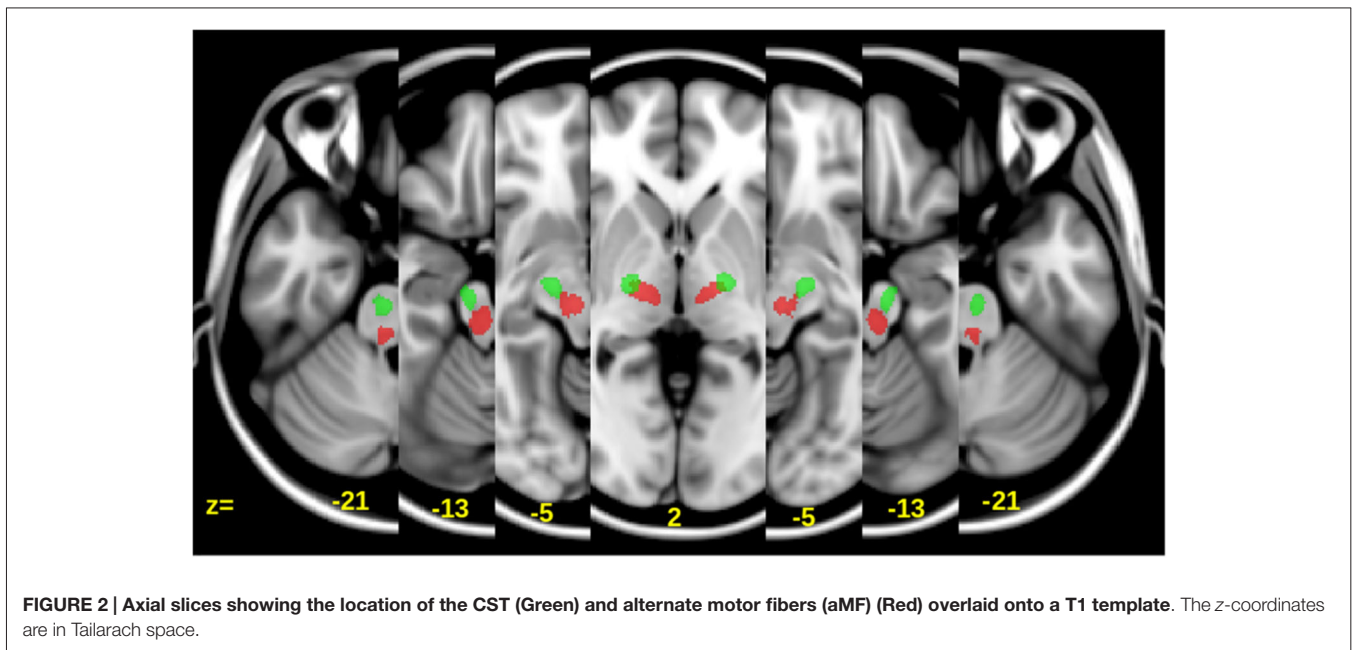 z= -21 -13 -5 2 -5 -13 -21
FIGURE 2 | Axial slices showing the location of the CST (Green) and alternate motor fibers (aMF) (Red) overlaid onto a T1 template. The z-coordinates
are in Tailarach space.